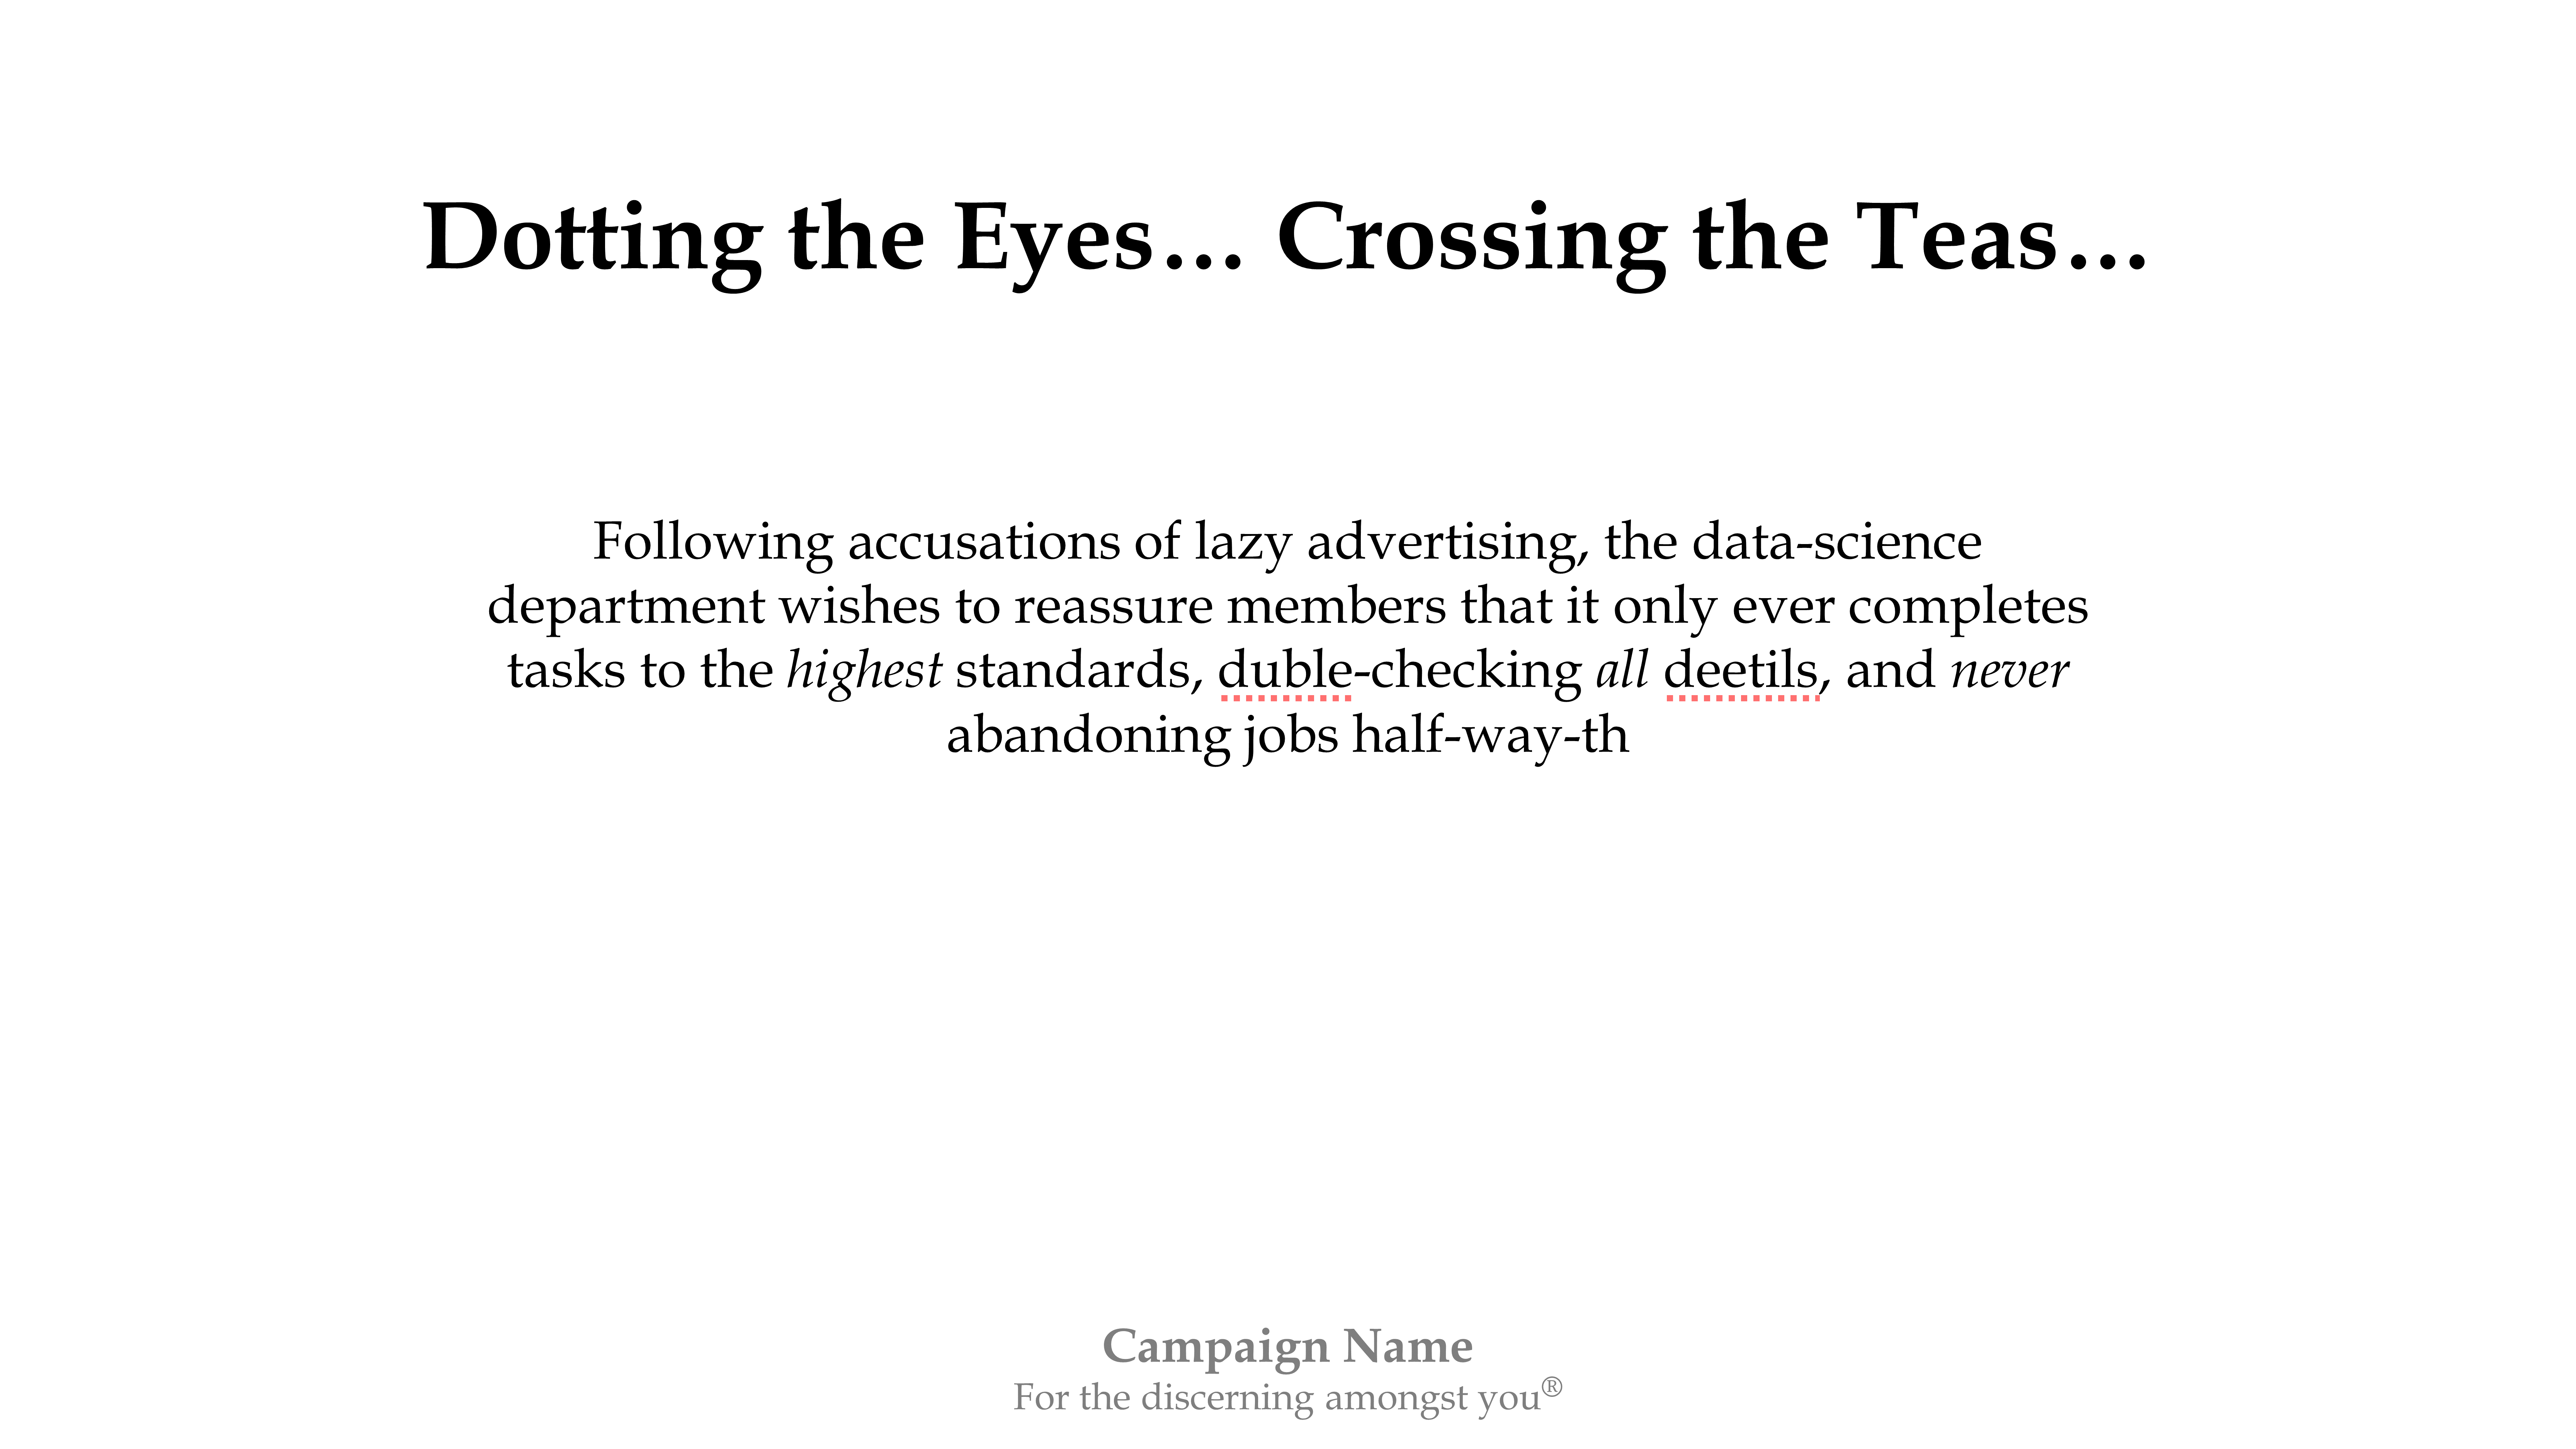 Dotting the Eyes… Crossing the Teas…
Following accusations of lazy advertising, the data-science
department wishes to reassure members that it only ever completes
tasks to the highest standards, duble-checking all deetils, and never
abandoning jobs half-way-th
Campaign Name
For the discerning amongst you®